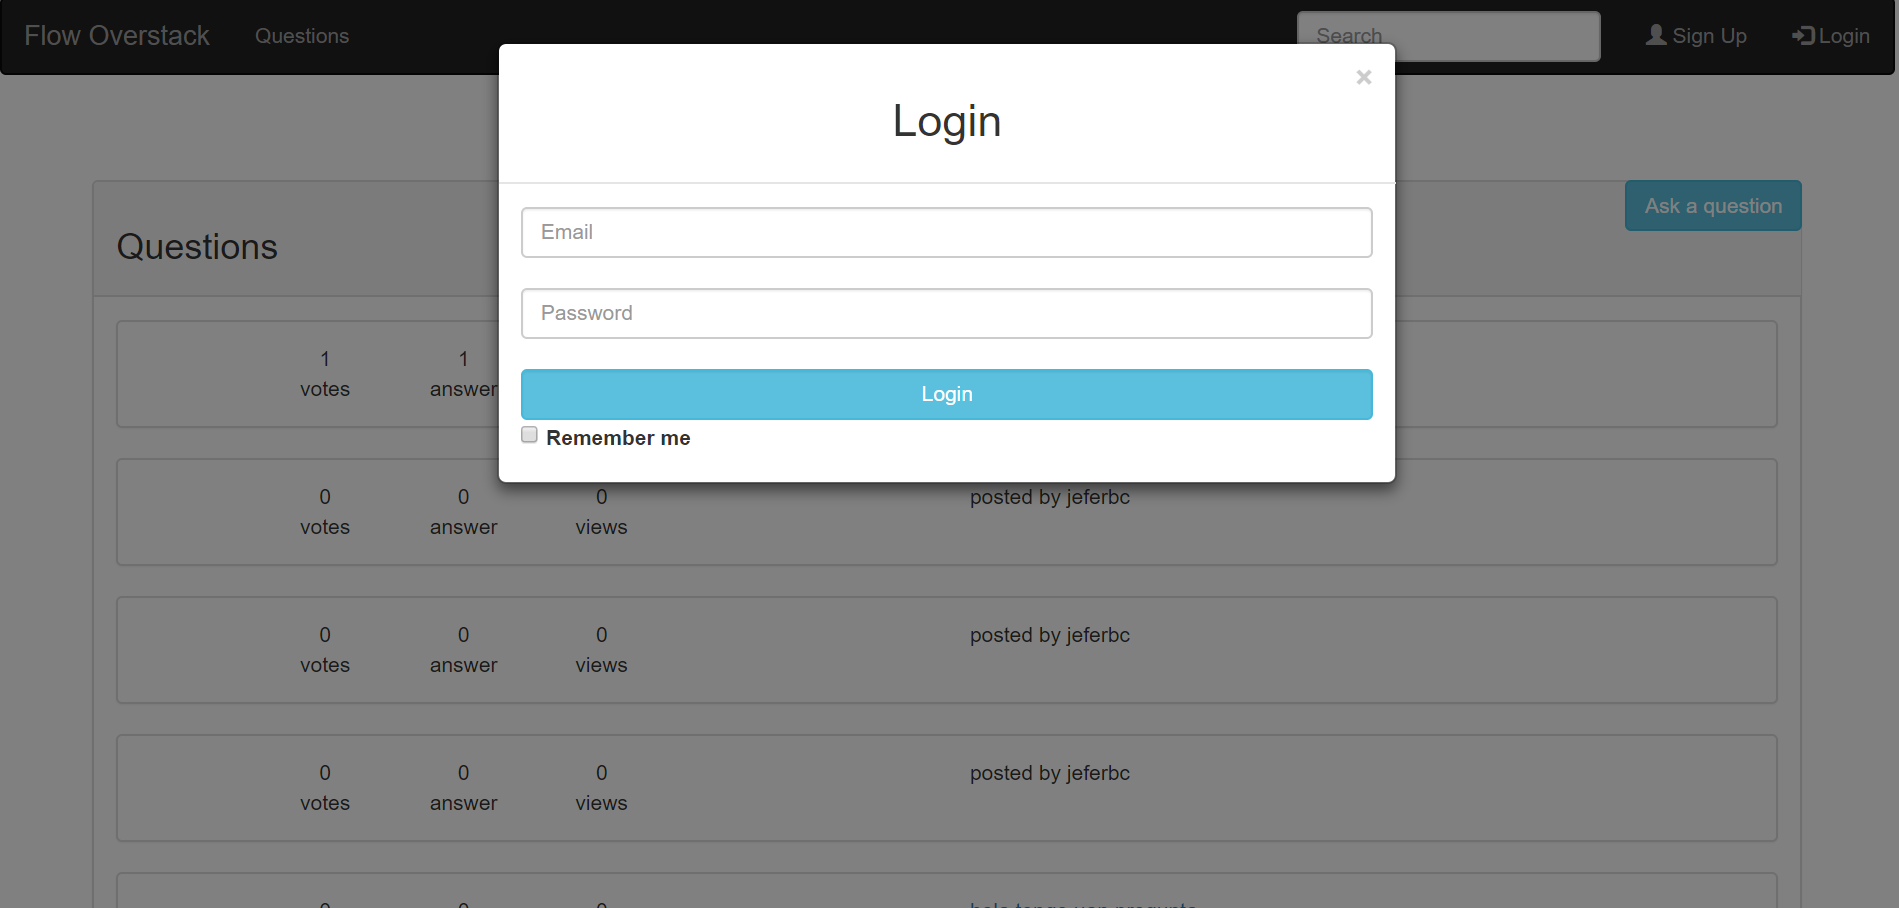 Flow Overstack Questions Search Sign Up Login
×
Login
Ask a question
Email
Questions
Password
1 1
votes answer
Login
Remember me
0 0 0 posted by jeferbc
votes answer views
0 0 0 posted by jeferbc
votes answer views
0 0 0 posted by jeferbc
votes answer views